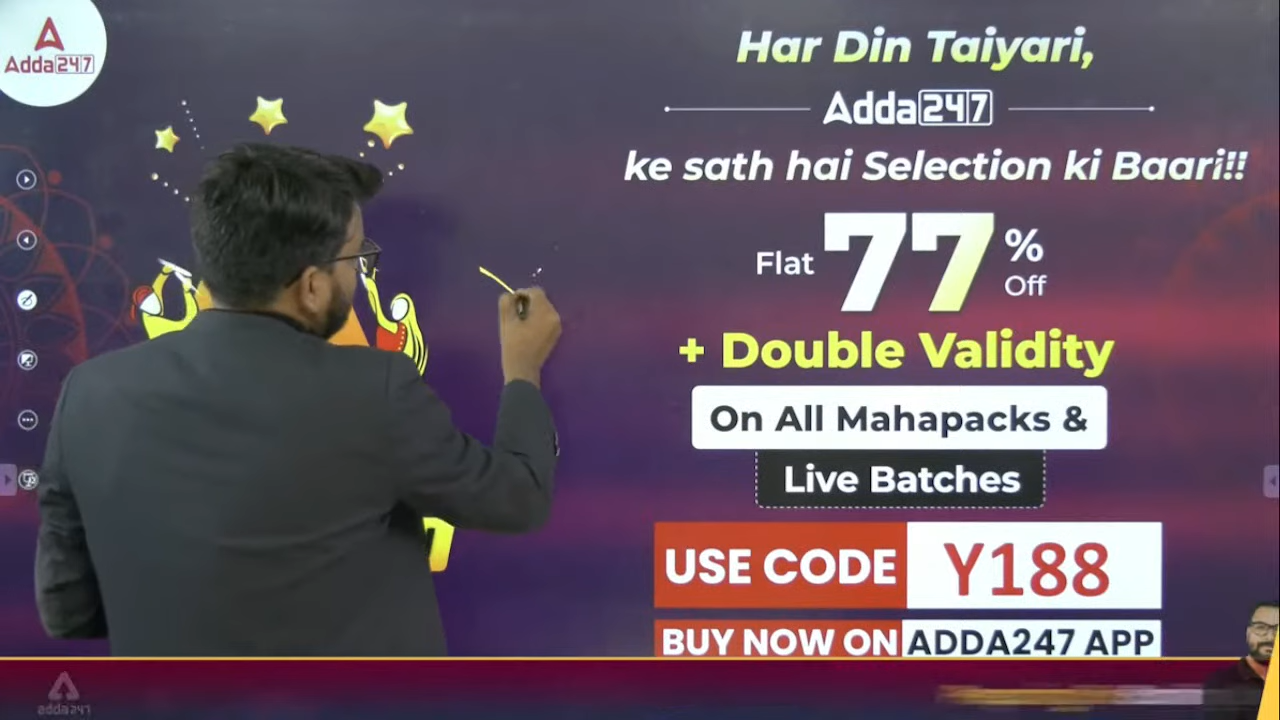 Adda247
Har Din Taiyari,
Adda247
ke sath hai Selection ki Baari!!
Flat 77% Off
+ Double Validity
On All Mahapacks &
Live Batches
USE CODE Y188
BUY NOW ON ADDA247 APP
adda247